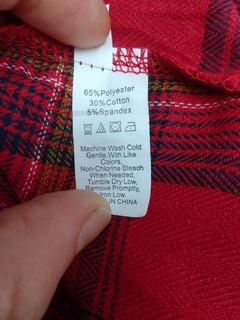 65%Polyester
30%Cotton
5%Spandex
Machine Wash Cold
Gentle,With Like
Colors,
Non-Chlorine Bleach
When Needed,
Tumble Dry Low,
Remove Promptly,
Iron Low,
IN CHINA